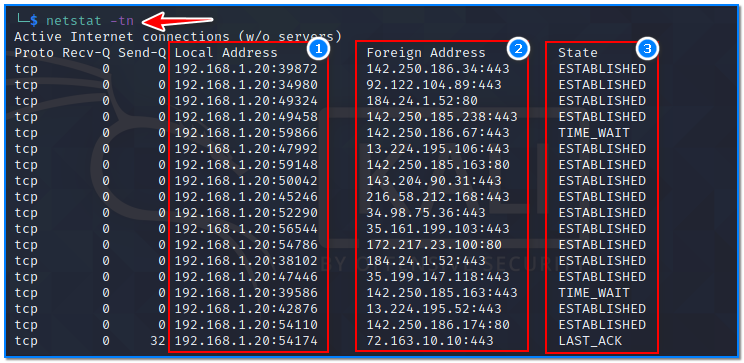 └─$ netstat -tn
Active Internet connections (w/o servers)
Proto Recv-Q Send-Q Local Address 1 Foreign Address 2 State 3
tcp 0 0 192.168.1.20:39872 142.250.186.34:443 ESTABLISHED
tcp 0 0 192.168.1.20:34980 92.122.104.89:443 ESTABLISHED
tcp 0 0 192.168.1.20:49324 184.24.1.52:80 ESTABLISHED
tcp 0 0 192.168.1.20:49458 142.250.185.238:443 ESTABLISHED
tcp 0 0 192.168.1.20:59866 142.250.186.67:443 TIME_WAIT
tcp 0 0 192.168.1.20:47992 13.224.195.106:443 ESTABLISHED
tcp 0 0 192.168.1.20:59148 142.250.185.163:80 ESTABLISHED
tcp 0 0 192.168.1.20:50042 143.204.90.31:443 ESTABLISHED
tcp 0 0 192.168.1.20:45246 216.58.212.168:443 ESTABLISHED
tcp 0 0 192.168.1.20:52290 34.98.75.36:443 ESTABLISHED
tcp 0 0 192.168.1.20:56544 35.161.199.103:443 ESTABLISHED
tcp 0 0 192.168.1.20:54786 172.217.23.100:80 ESTABLISHED
tcp 0 0 192.168.1.20:38102 184.24.1.52:443 ESTABLISHED
tcp 0 0 192.168.1.20:47446 35.199.147.118:443 ESTABLISHED
tcp 0 0 192.168.1.20:39586 142.250.185.163:443 TIME_WAIT
tcp 0 0 192.168.1.20:42876 13.224.195.52:443 ESTABLISHED
tcp 0 0 192.168.1.20:54110 142.250.186.174:80 ESTABLISHED
tcp 0 32 192.168.1.20:54174 72.163.10.10:443 LAST_ACK
BY OFFENSIVE SECURITY